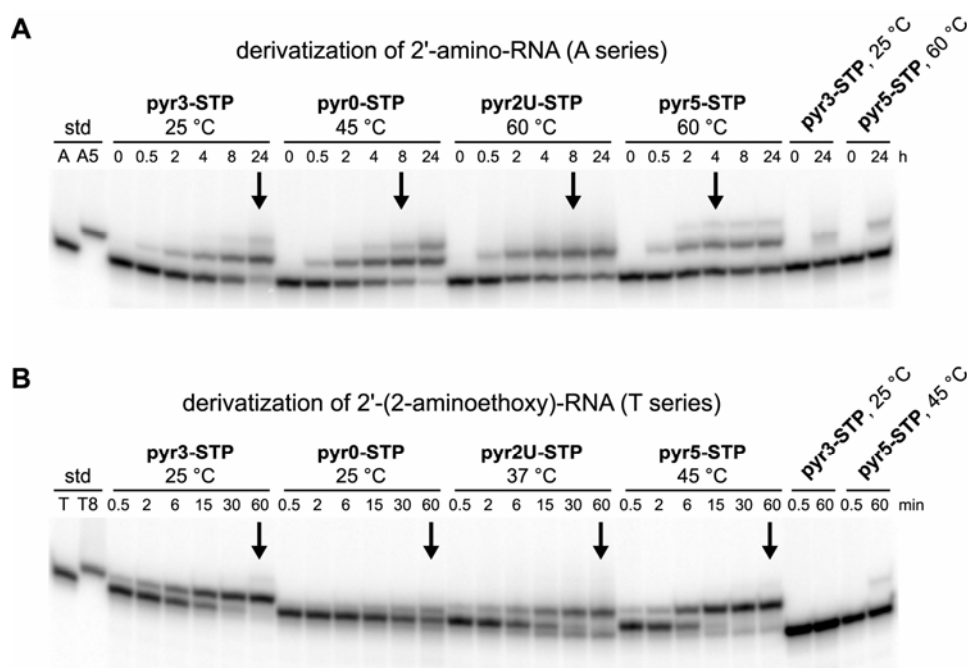 A
derivatization of 2'-amino-RNA (A series)
pyr3-STP, 25 °C
pyr5-STP, 60 °C
pyr3-STP pyr0-STP pyr2U-STP pyr5-STP
std 25 °C 45 °C 60 °C 60 °C
A A5 0 0.5 2 4 8 24 0 0.5 2 4 8 24 0 0.5 2 4 8 24 0 0.5 2 4 8 24 0 24 0 24 h
B
derivatization of 2'-(2-aminoethoxy)-RNA (T series)
pyr3-STP, 25 °C
pyr5-STP, 45 °C
pyr3-STP pyr0-STP pyr2U-STP pyr5-STP
std 25 °C 25 °C 37 °C 45 °C
T T8 0.5 2 6 15 30 60 0.5 2 6 15 30 60 0.5 2 6 15 30 60 0.5 2 6 15 30 60 0.5 60 0.5 60 min